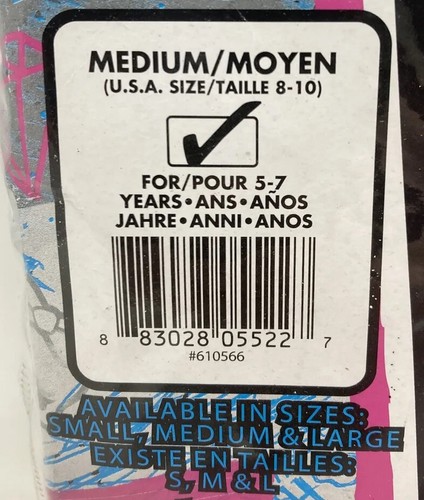 MEDIUM/MOYEN
(U.S.A. SIZE/TAILLE 8-10)
FOR/POUR 5-7
YEARS•ANS•AÑOS
JAHRE•ANNI•ANOS
8 83028 05522 7
#610566
AVAILABLE IN SIZES:
SMALL, MEDIUM & LARGE
EXISTE EN TAILLES:
S, M & L